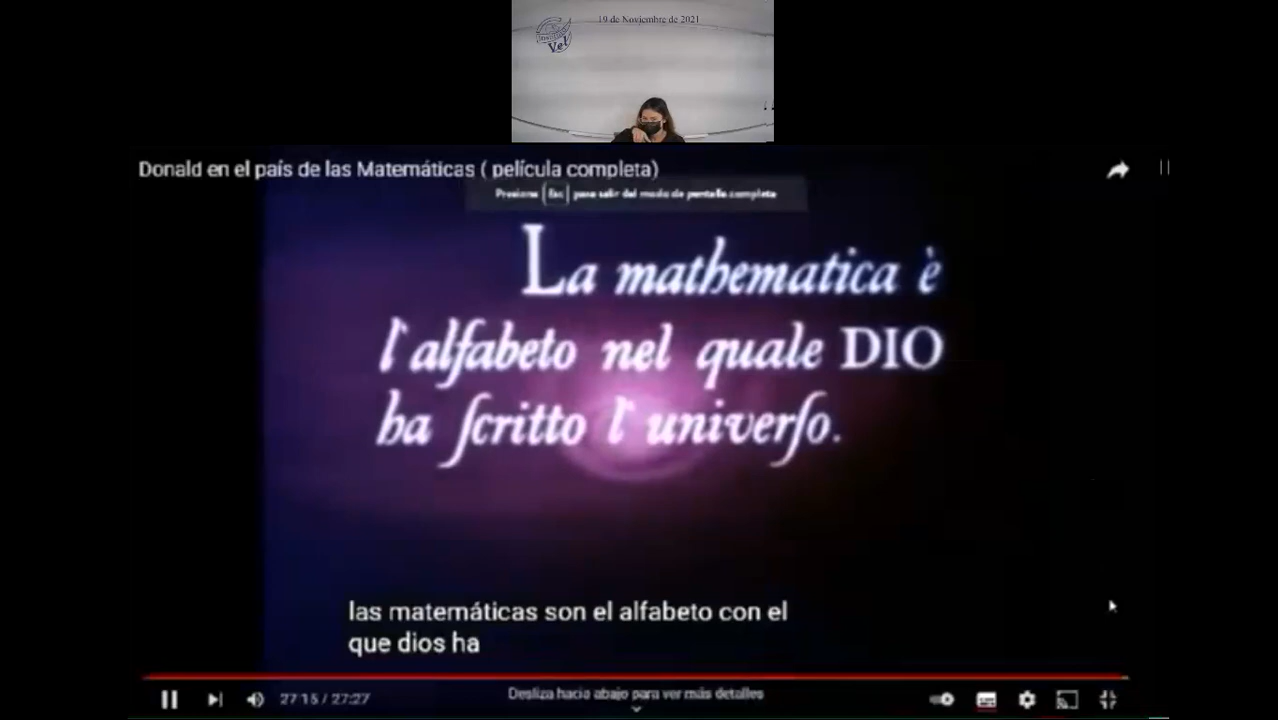 19 de Noviembre de 2021
Vet
Donald en el país de las Matemáticas ( película completa)
Presiona Esc para salir del modo de pantalla completa
La mathematica è
l'alfabeto nel quale DIO
ha ſcritto l'univerſo.
las matemáticas son el alfabeto con el
que dios ha
27:15 / 27:27
Desliza hacia abajo para ver más detalles